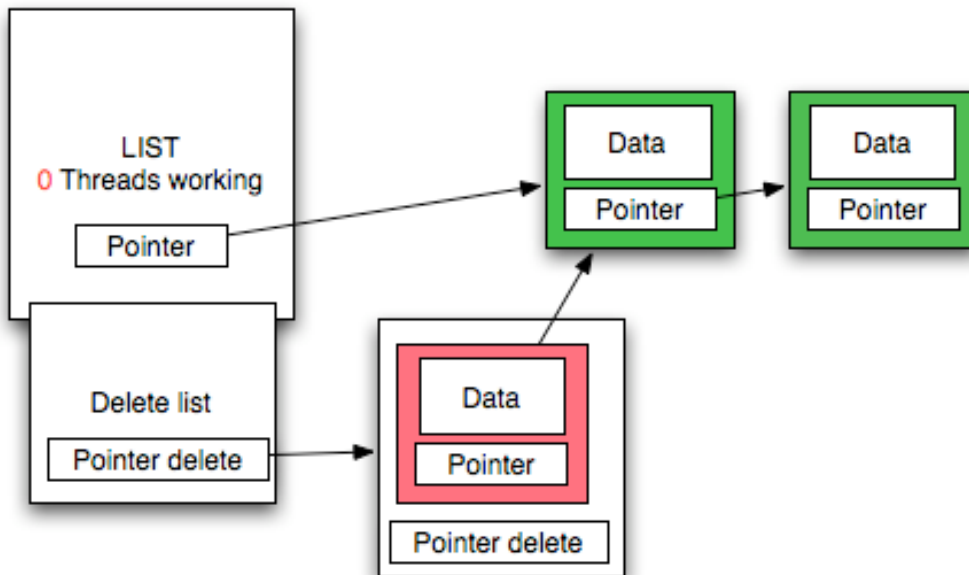 LIST
0 Threads working
Pointer
Data
Pointer
Data
Pointer
Delete list
Pointer delete
Data
Pointer
Pointer delete